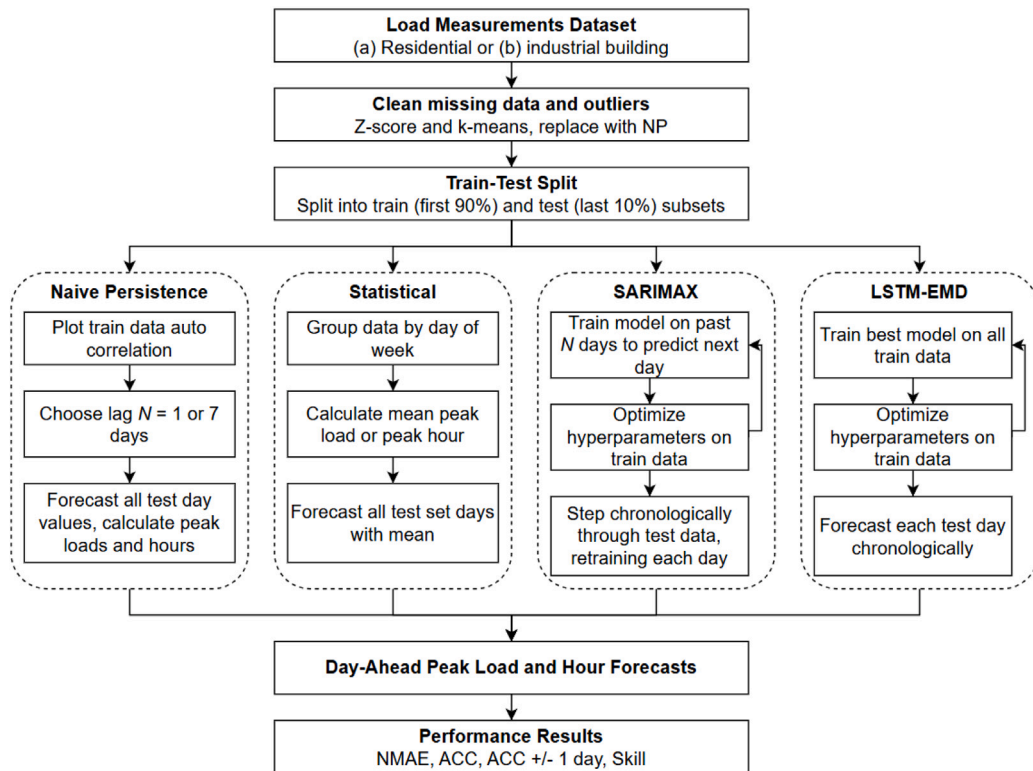 Load Measurements Dataset
(a) Residential or (b) industrial building
Clean missing data and outliers
Z-score and k-means, replace with NP
Train-Test Split
Split into train (first 90%) and test (last 10%) subsets
Naive Persistence
Plot train data auto
correlation
Choose lag N = 1 or 7
days
Forecast all test day
values, calculate peak
loads and hours
Statistical
Group data by day of
week
Calculate mean peak
load or peak hour
Forecast all test set days
with mean
SARIMAX
Train model on past
N days to predict next
day
Optimize
hyperparameters on
train data
Step chronologically
through test data,
retraining each day
LSTM-EMD
Train best model on all
train data
Optimize
hyperparameters on
train data
Forecast each test day
chronologically
Day-Ahead Peak Load and Hour Forecasts
Performance Results
NMAE, ACC, ACC +/- 1 day, Skill